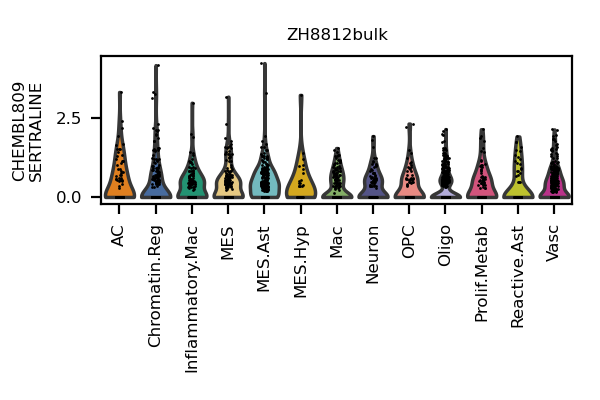 ZH8812bulk
CHEMBL809
SERTRALINE
2.5
0.0
AC
Chromatin.Reg
Inflammatory.Mac
MES
MES.Ast
MES.Hyp
Mac
Neuron
OPC
Oligo
Prolif.Metab
Reactive.Ast
Vasc